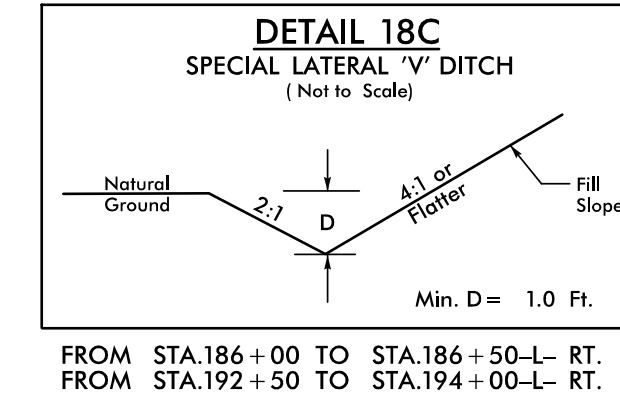 DETAIL 18C
SPECIAL LATERAL 'V' DITCH
( Not to Scale)
Natural
Ground
2:1
D
4:1 or
Flatter
Fill
Slope
Min. D = 1.0 Ft.
FROM STA.186+00 TO STA.186+50-L- RT.
FROM STA.192+50 TO STA.194+00-L- RT.